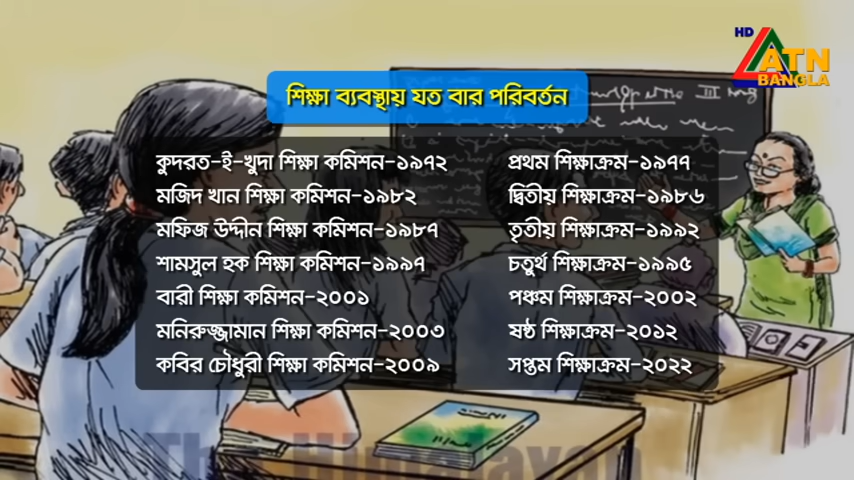 HD
ATN
BANGLA
শিক্ষা ব্যবস্থায় যত বার পরিবর্তন
কুদরত-ই-খুদা শিক্ষা কমিশন-১৯৭২
মজিদ খান শিক্ষা কমিশন-১৯৮২
মফিজ উদ্দীন শিক্ষা কমিশন-১৯৮৭
শামসুল হক শিক্ষা কমিশন-১৯৯৭
বারী শিক্ষা কমিশন-২০০১
মনিরুজ্জামান শিক্ষা কমিশন-২০০৩
কবির চৌধুরী শিক্ষা কমিশন-২০০৯
প্রথম শিক্ষাক্রম-১৯৭৭
দ্বিতীয় শিক্ষাক্রম-১৯৮৬
তৃতীয় শিক্ষাক্রম-১৯৯২
চতুর্থ শিক্ষাক্রম-১৯৯৫
পঞ্চম শিক্ষাক্রম-২০০২
ষষ্ঠ শিক্ষাক্রম-২০১২
সপ্তম শিক্ষাক্রম-২০২২
The Himalayan